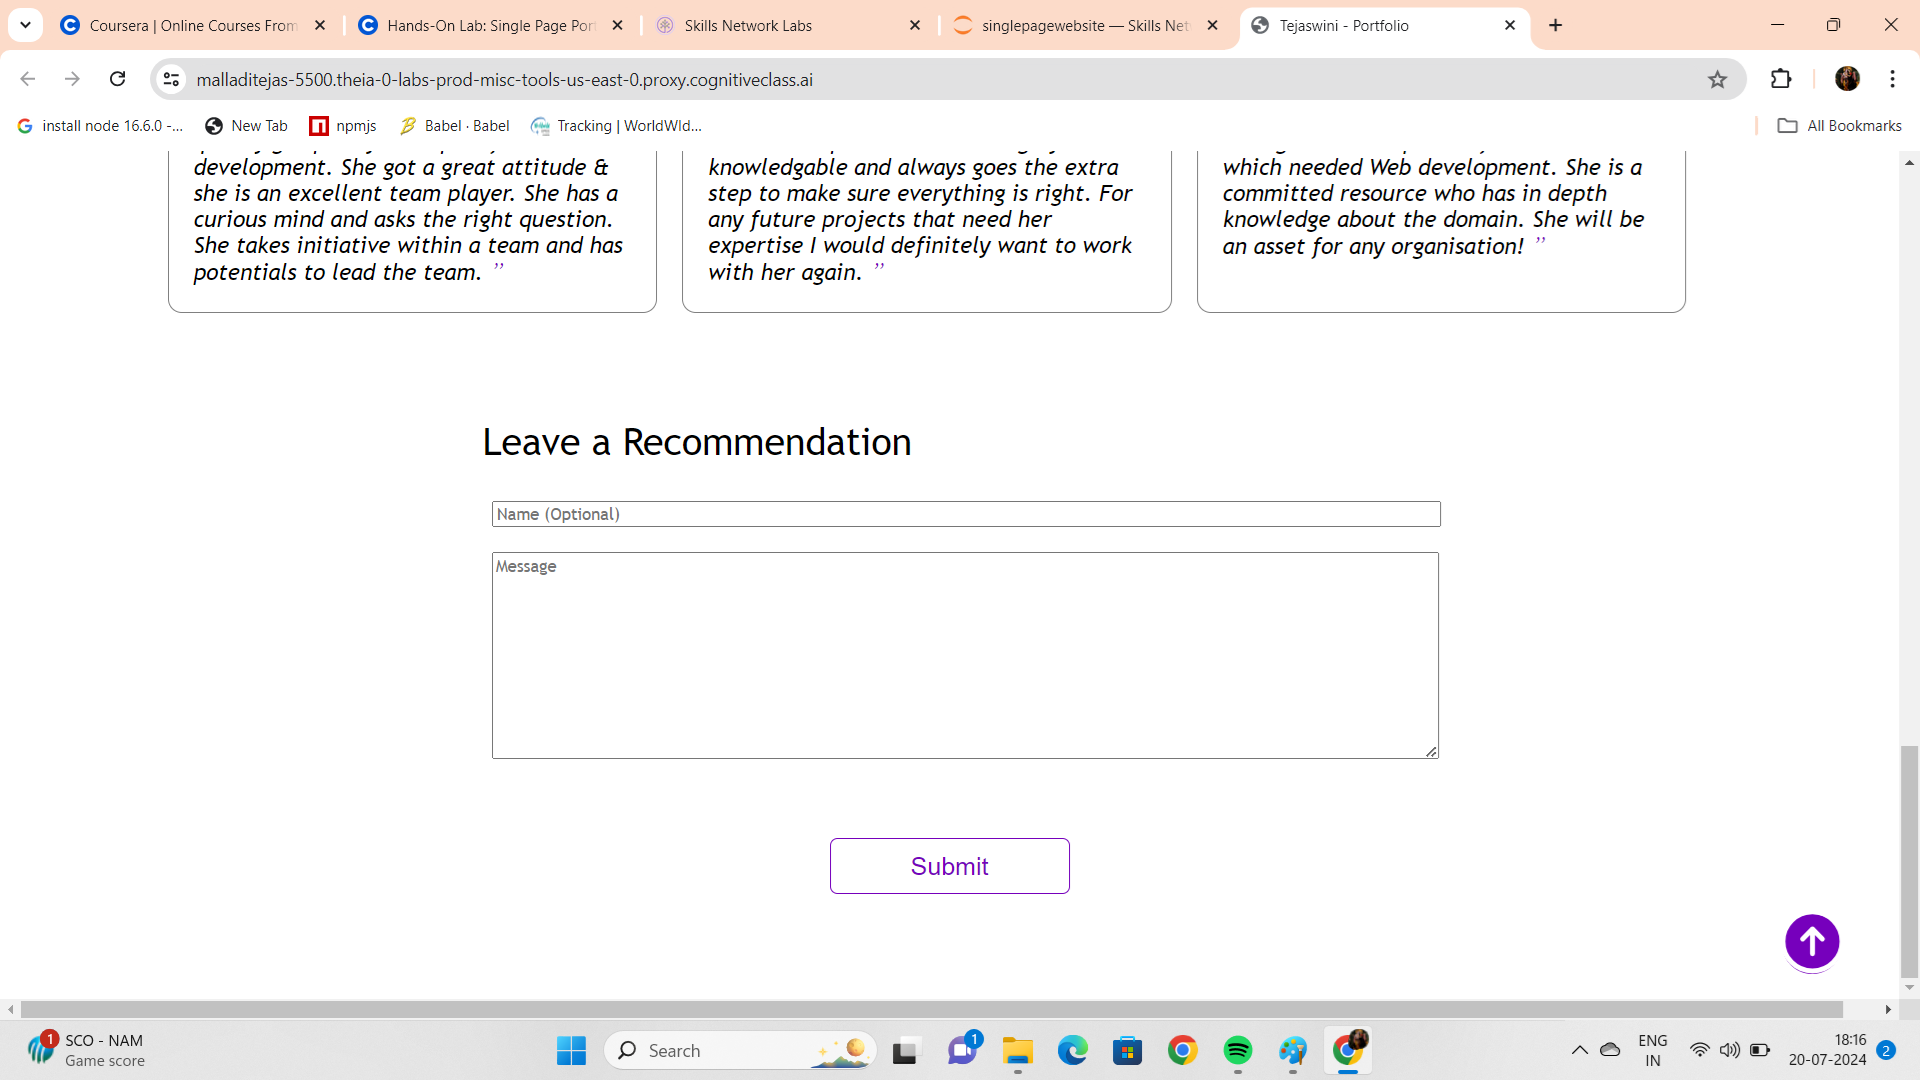 Coursera | Online Courses From
Hands-On Lab: Single Page Por
Skills Network Labs
singlepagewebsite — Skills Net
Tejaswini - Portfolio
malladitejas-5500.theia-0-labs-prod-misc-tools-us-east-0.proxy.cognitiveclass.ai
install node 16.6.0 -...
New Tab
npmjs
Babel · Babel
Tracking | WorldWId...
All Bookmarks
development. She got a great attitude &
she is an excellent team player. She has a
curious mind and asks the right question.
She takes initiative within a team and has
potentials to lead the team. ”
knowledgable and always goes the extra
step to make sure everything is right. For
any future projects that need her
expertise I would definitely want to work
with her again. ”
which needed Web development. She is a
committed resource who has in depth
knowledge about the domain. She will be
an asset for any organisation! ”
Leave a Recommendation
Name (Optional)
Message
Submit
1
SCO - NAM
Game score
Search
1
ENG
IN
18:16
20-07-2024
2